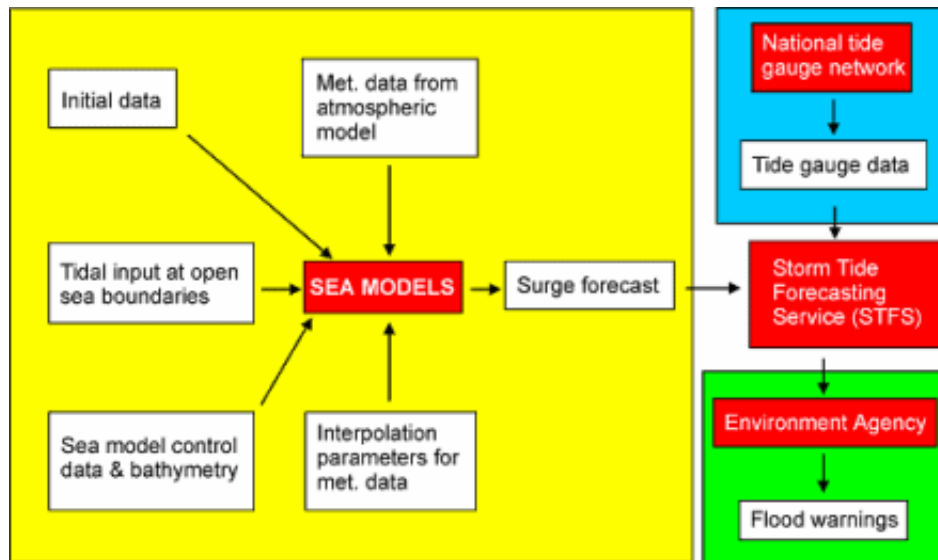 Initial data
Met. data from
atmospheric
model
Tidal input at open
sea boundaries
SEA MODELS
Surge forecast
Sea model control
data & bathymetry
Interpolation
parameters for
met. data
National tide
gauge network
Tide gauge data
Storm Tide
Forecasting
Service (STFS)
Environment Agency
Flood warnings